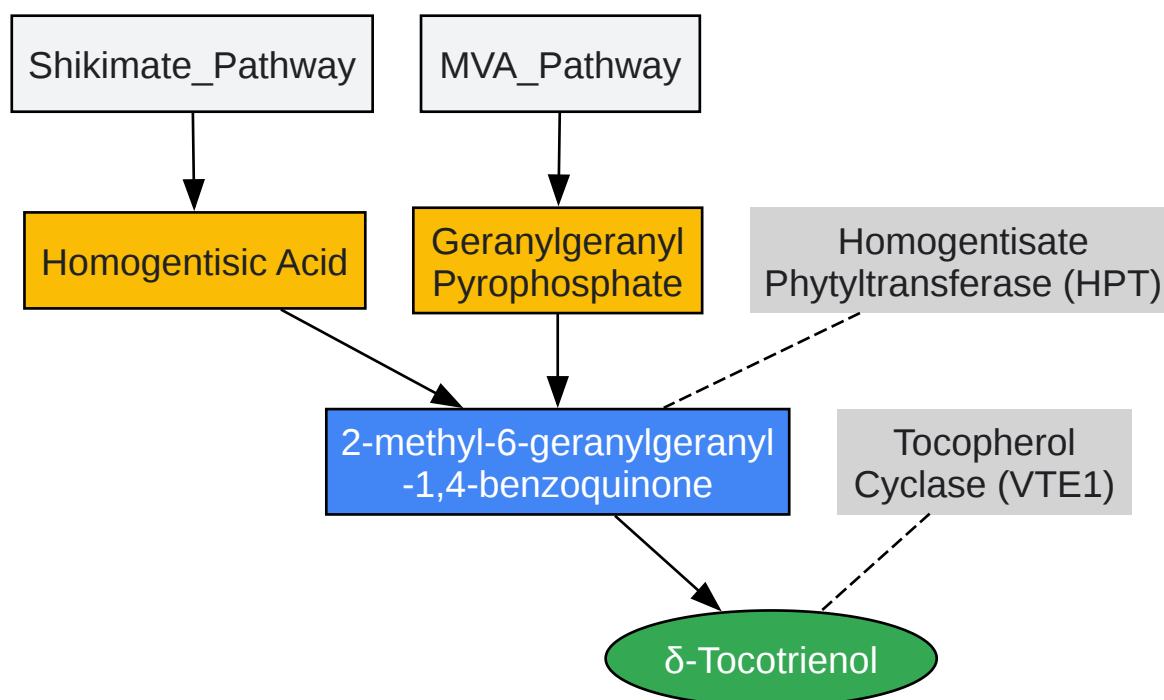 Shikimate_Pathway
MVA_Pathway
Homogentisic Acid
Geranylgeranyl
Pyrophosphate
Homogentisate
Phytyltransferase (HPT)
2-methyl-6-geranylgeranyl
-1,4-benzoquinone
Tocopherol
Cyclase (VTE1)
δ-Tocotrienol